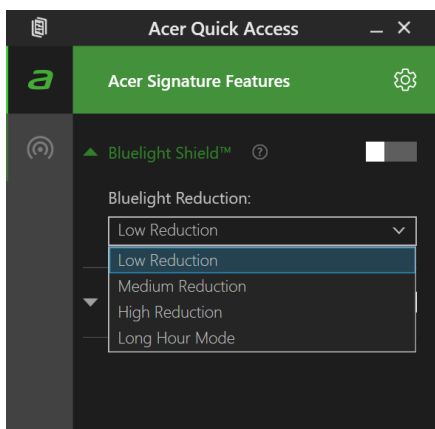 Acer Quick Access
a
Acer Signature Features
Bluelight Shield™
?
Bluelight Reduction:
Low Reduction
Low Reduction
Medium Reduction
High Reduction
Long Hour Mode